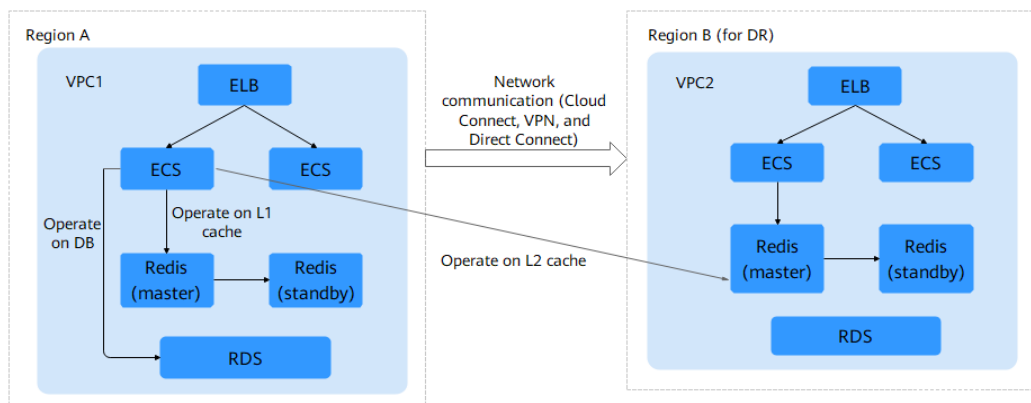 Region A
VPC1
ELB
ECS
ECS
Operate
on DB
Operate on L1
cache
Redis
(master)
Redis
(standby)
RDS
Network
communication (Cloud
Connect, VPN, and
Direct Connect)
Operate on L2 cache
Region B (for DR)
VPC2
ELB
ECS
ECS
Redis
(master)
Redis
(standby)
RDS